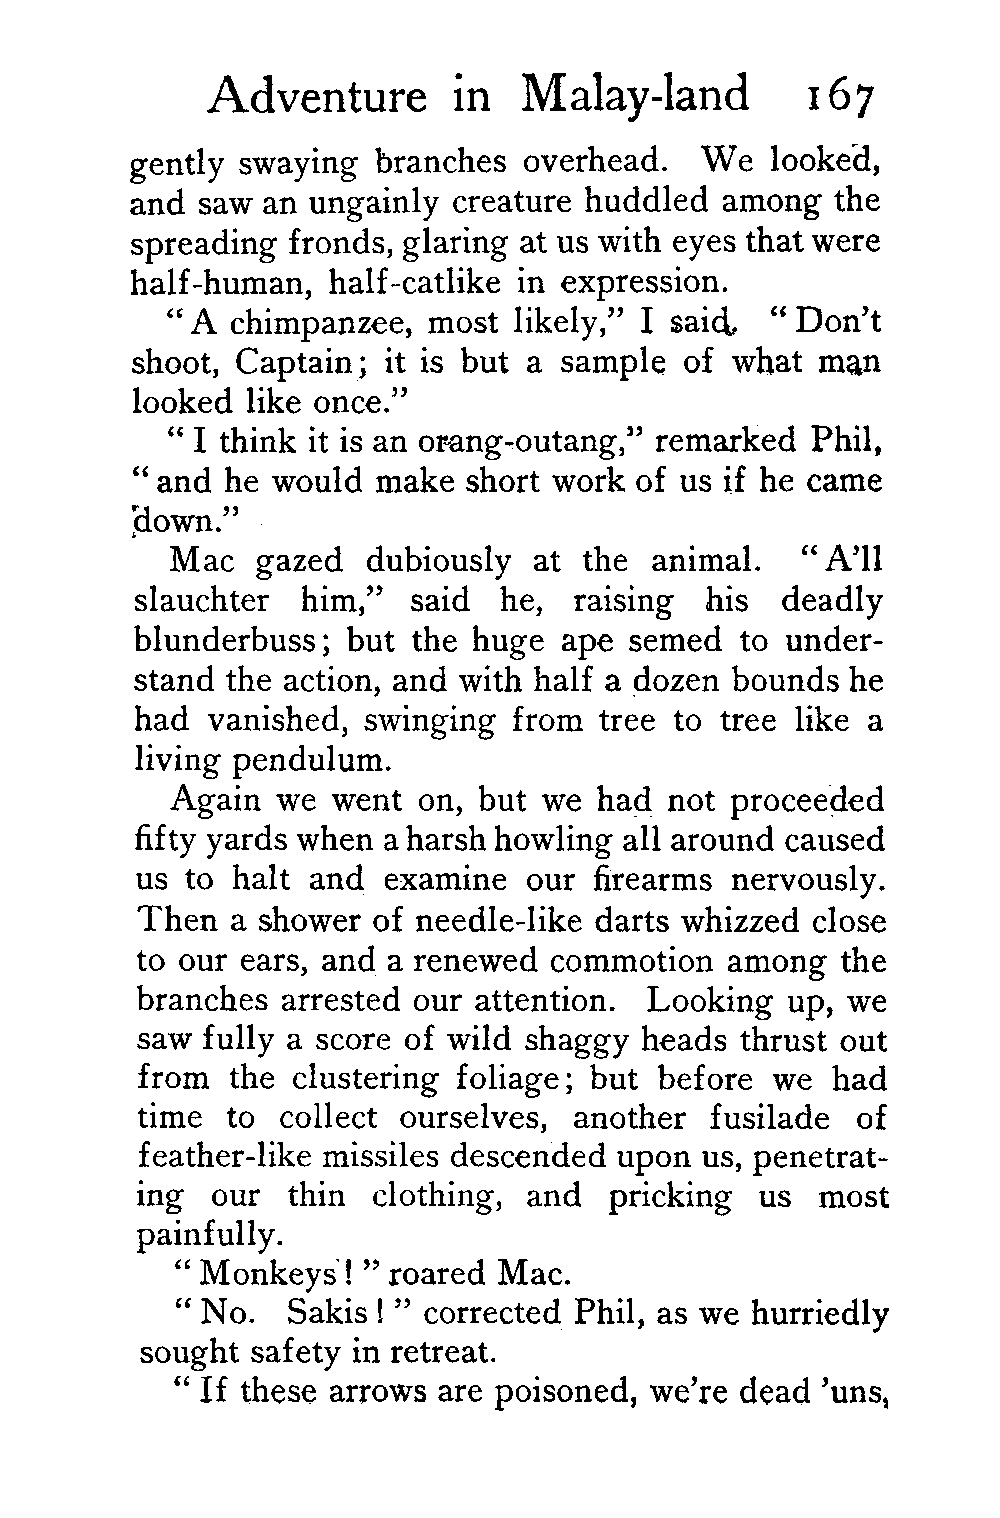 Adventure in Malay-land 167
gently swaying branches overhead. We looked,
and saw an ungainly creature huddled among the
spreading fronds, glaring at us with eyes that were
half-human, half-catlike in expression.
“A chimpanzee, most likely,” I said. “Don’t
shoot, Captain; it is but a sample of what man
looked like once.”
“I think it is an orang-outang,” remarked Phil,
“and he would make short work of us if he came
down.”
Mac gazed dubiously at the animal. “A’ll
slauchter him,” said he, raising his deadly
blunderbuss; but the huge ape semed to under-
stand the action, and with half a dozen bounds he
had vanished, swinging from tree to tree like a
living pendulum.
Again we went on, but we had not proceeded
fifty yards when a harsh howling all around caused
us to halt and examine our firearms nervously.
Then a shower of needle-like darts whizzed close
to our ears, and a renewed commotion among the
branches arrested our attention. Looking up, we
saw fully a score of wild shaggy heads thrust out
from the clustering foliage; but before we had
time to collect ourselves, another fusilade of
feather-like missiles descended upon us, penetrat-
ing our thin clothing, and pricking us most
painfully.
“Monkeys!” roared Mac.
“No. Sakis!” corrected Phil, as we hurriedly
sought safety in retreat.
“If these arrows are poisoned, we’re dead ’uns,